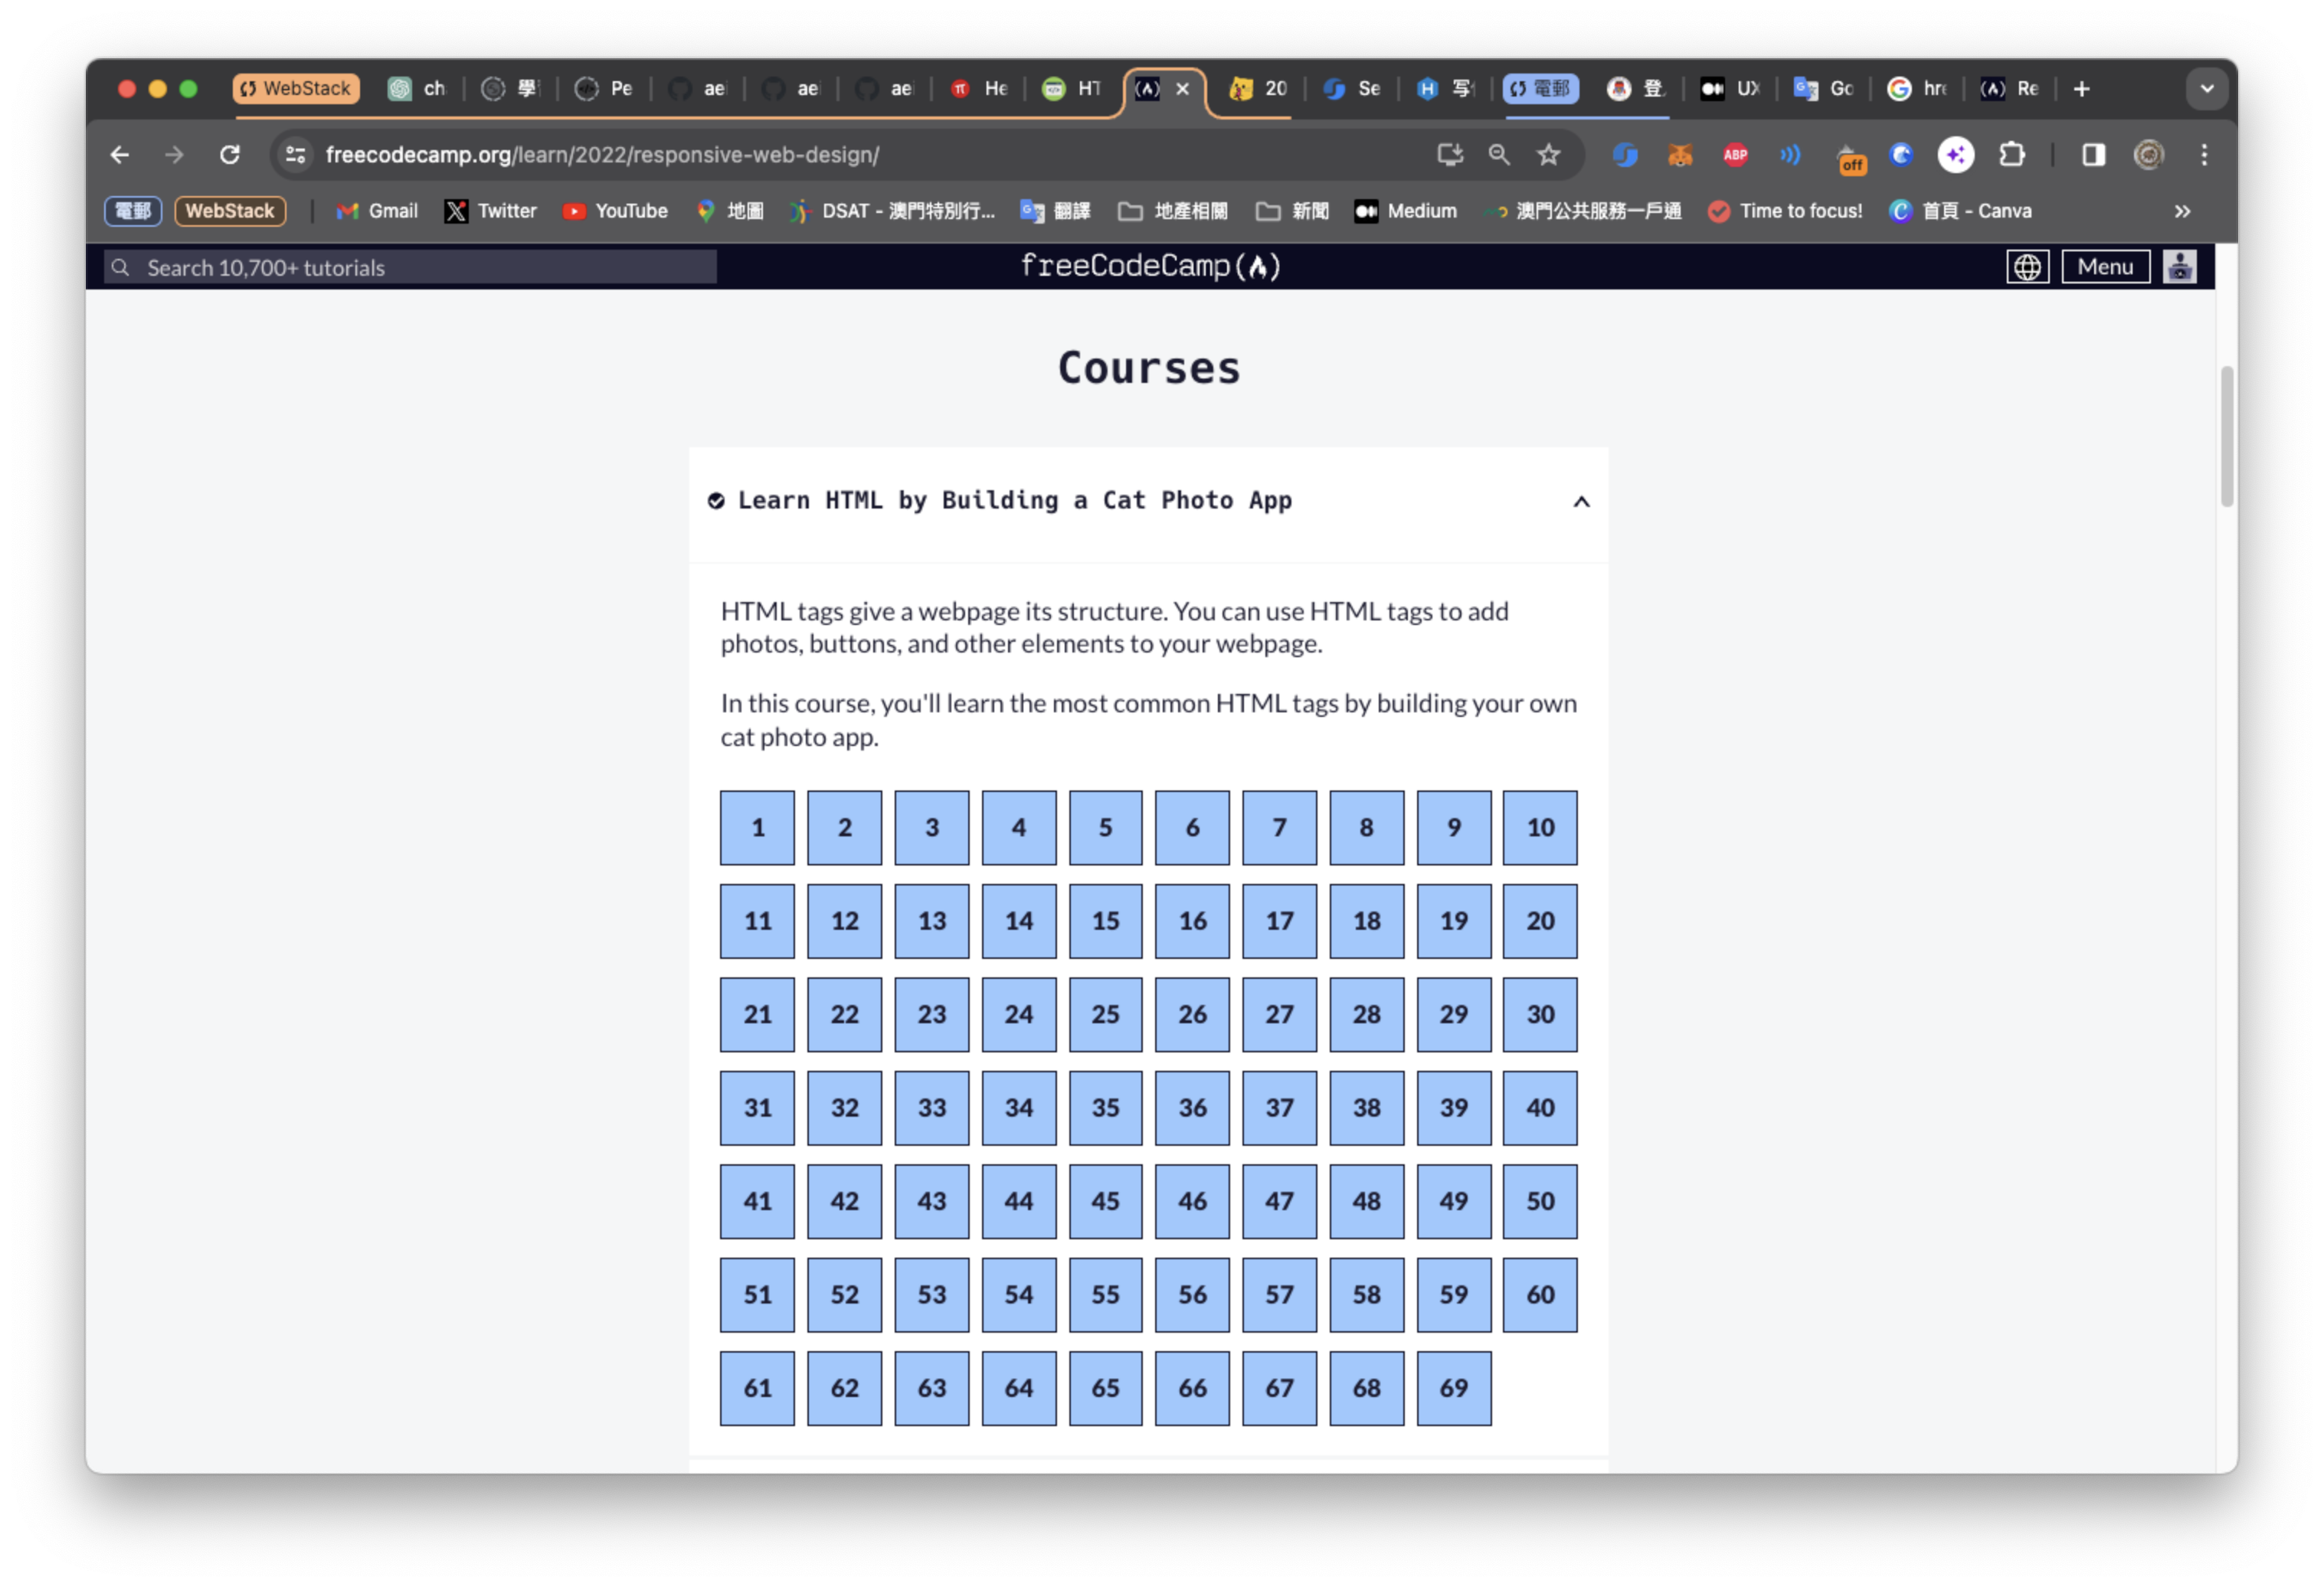 WebStack ch 學 Pe ae ae ae He HT 20 Se 写 電郵 登 UX Go hre Re
freecodecamp.org/learn/2022/responsive-web-design/ ABP off
電郵 WebStack Gmail Twitter YouTube 地圖 DSAT - 澳門特別行... 翻譯 地產相關 新聞 Medium 澳門公共服務一戶通 Time to focus! 首頁 - Canva
Search 10,700+ tutorials freeCodeCamp Menu
Courses
Learn HTML by Building a Cat Photo App
HTML tags give a webpage its structure. You can use HTML tags to add
photos, buttons, and other elements to your webpage.
In this course, you'll learn the most common HTML tags by building your own
cat photo app.
1 2 3 4 5 6 7 8 9 10
11 12 13 14 15 16 17 18 19 20
21 22 23 24 25 26 27 28 29 30
31 32 33 34 35 36 37 38 39 40
41 42 43 44 45 46 47 48 49 50
51 52 53 54 55 56 57 58 59 60
61 62 63 64 65 66 67 68 69